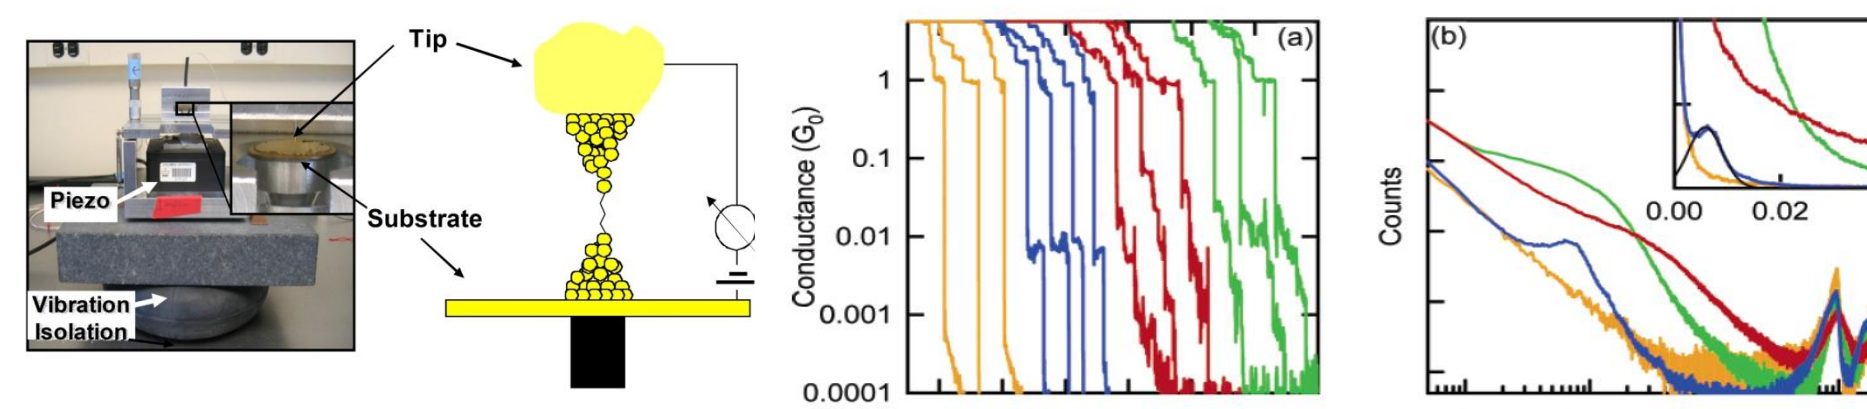 Tip
Piezo
Substrate
Vibration
Isolation
(a)
Conductance (G0)
1
0.1
0.01
0.001
0.0001
(b)
Counts
0.00
0.02